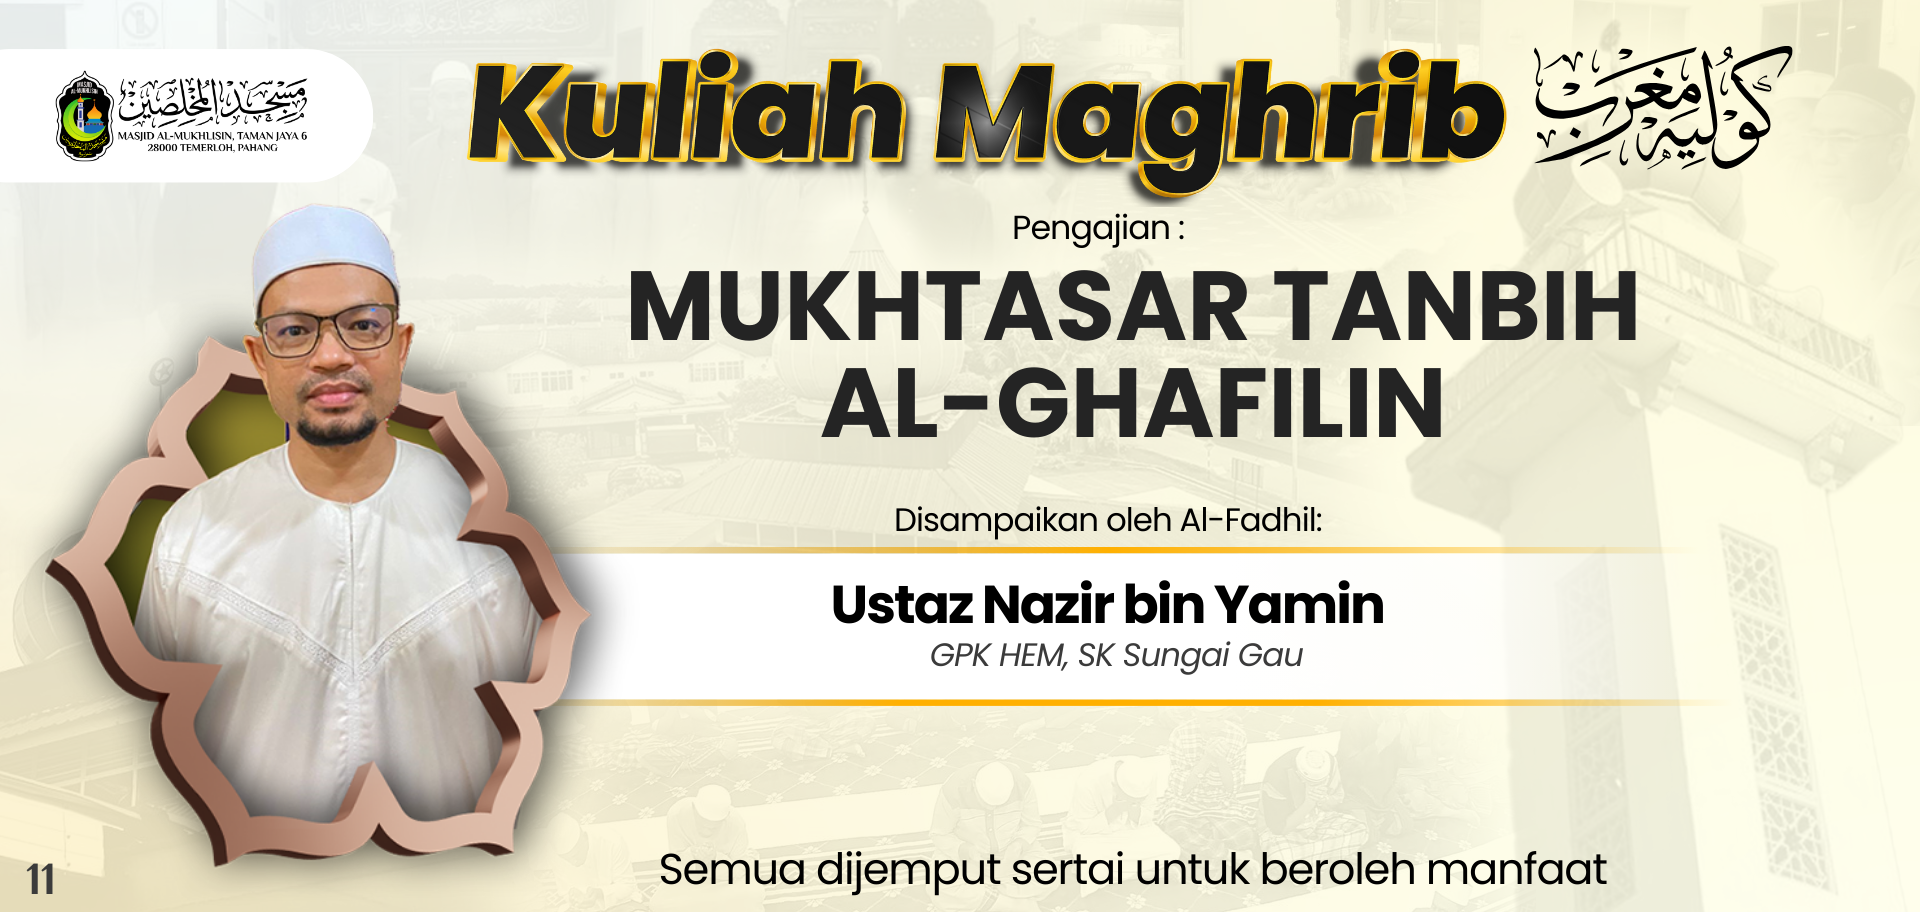 مسجد المخلصين
MASJID AL-MUKHLISIN, TAMAN JAYA 6
28000 TEMERLOH, PAHANG
Kuliah Maghrib
كوليه مغرب
Pengajian :
MUKHTASAR TANBIH
AL-GHAFILIN
Disampaikan oleh Al-Fadhil:
Ustaz Nazir bin Yamin
GPK HEM, SK Sungai Gau
Semua dijemput sertai untuk beroleh manfaat
11